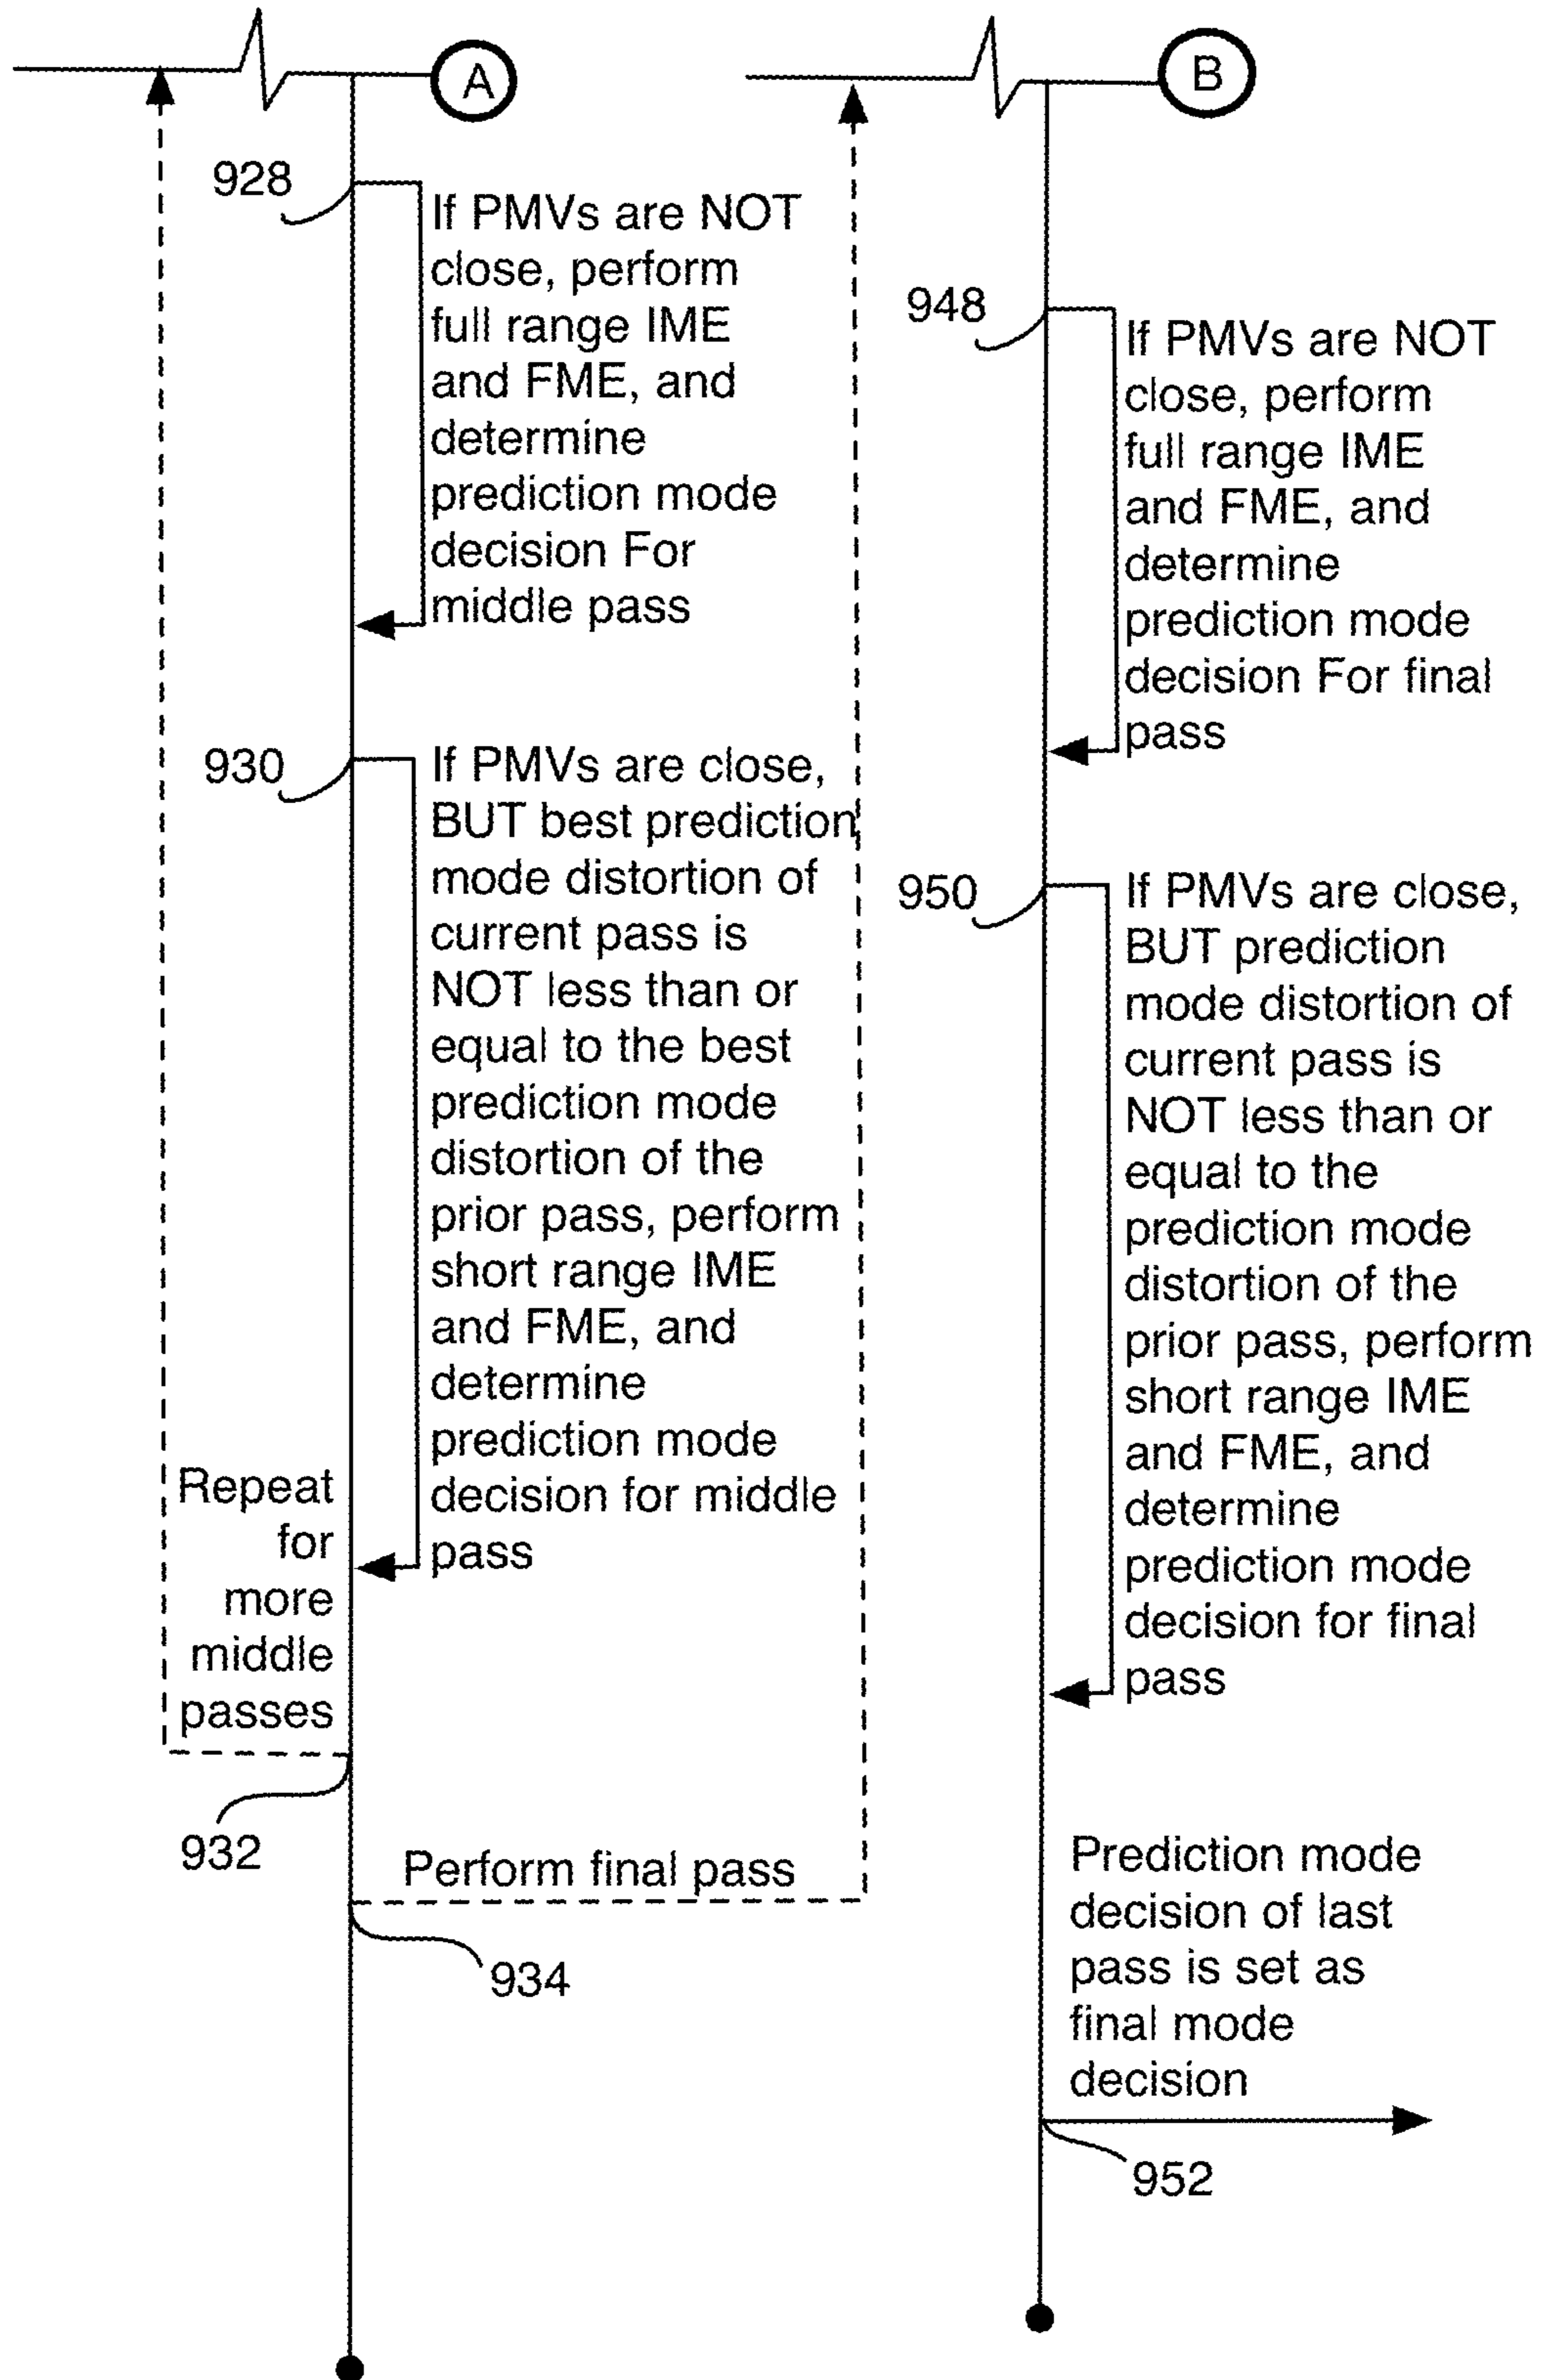 A
928
If PMVs are NOT
close, perform
full range IME
and FME, and
determine
prediction mode
decision For
middle pass
930
If PMVs are close,
BUT best prediction
mode distortion of
current pass is
NOT less than or
equal to the best
prediction mode
distortion of the
prior pass, perform
short range IME
and FME, and
determine
prediction mode
decision for middle
pass
Repeat
for
more
middle
passes
932
Perform final pass
934
B
948
If PMVs are NOT
close, perform
full range IME
and FME, and
determine
prediction mode
decision For final
pass
950
If PMVs are close,
BUT prediction
mode distortion of
current pass is
NOT less than or
equal to the
prediction mode
distortion of the
prior pass, perform
short range IME
and FME, and
determine
prediction mode
decision for final
pass
Prediction mode
decision of last
pass is set as
final mode
decision
952